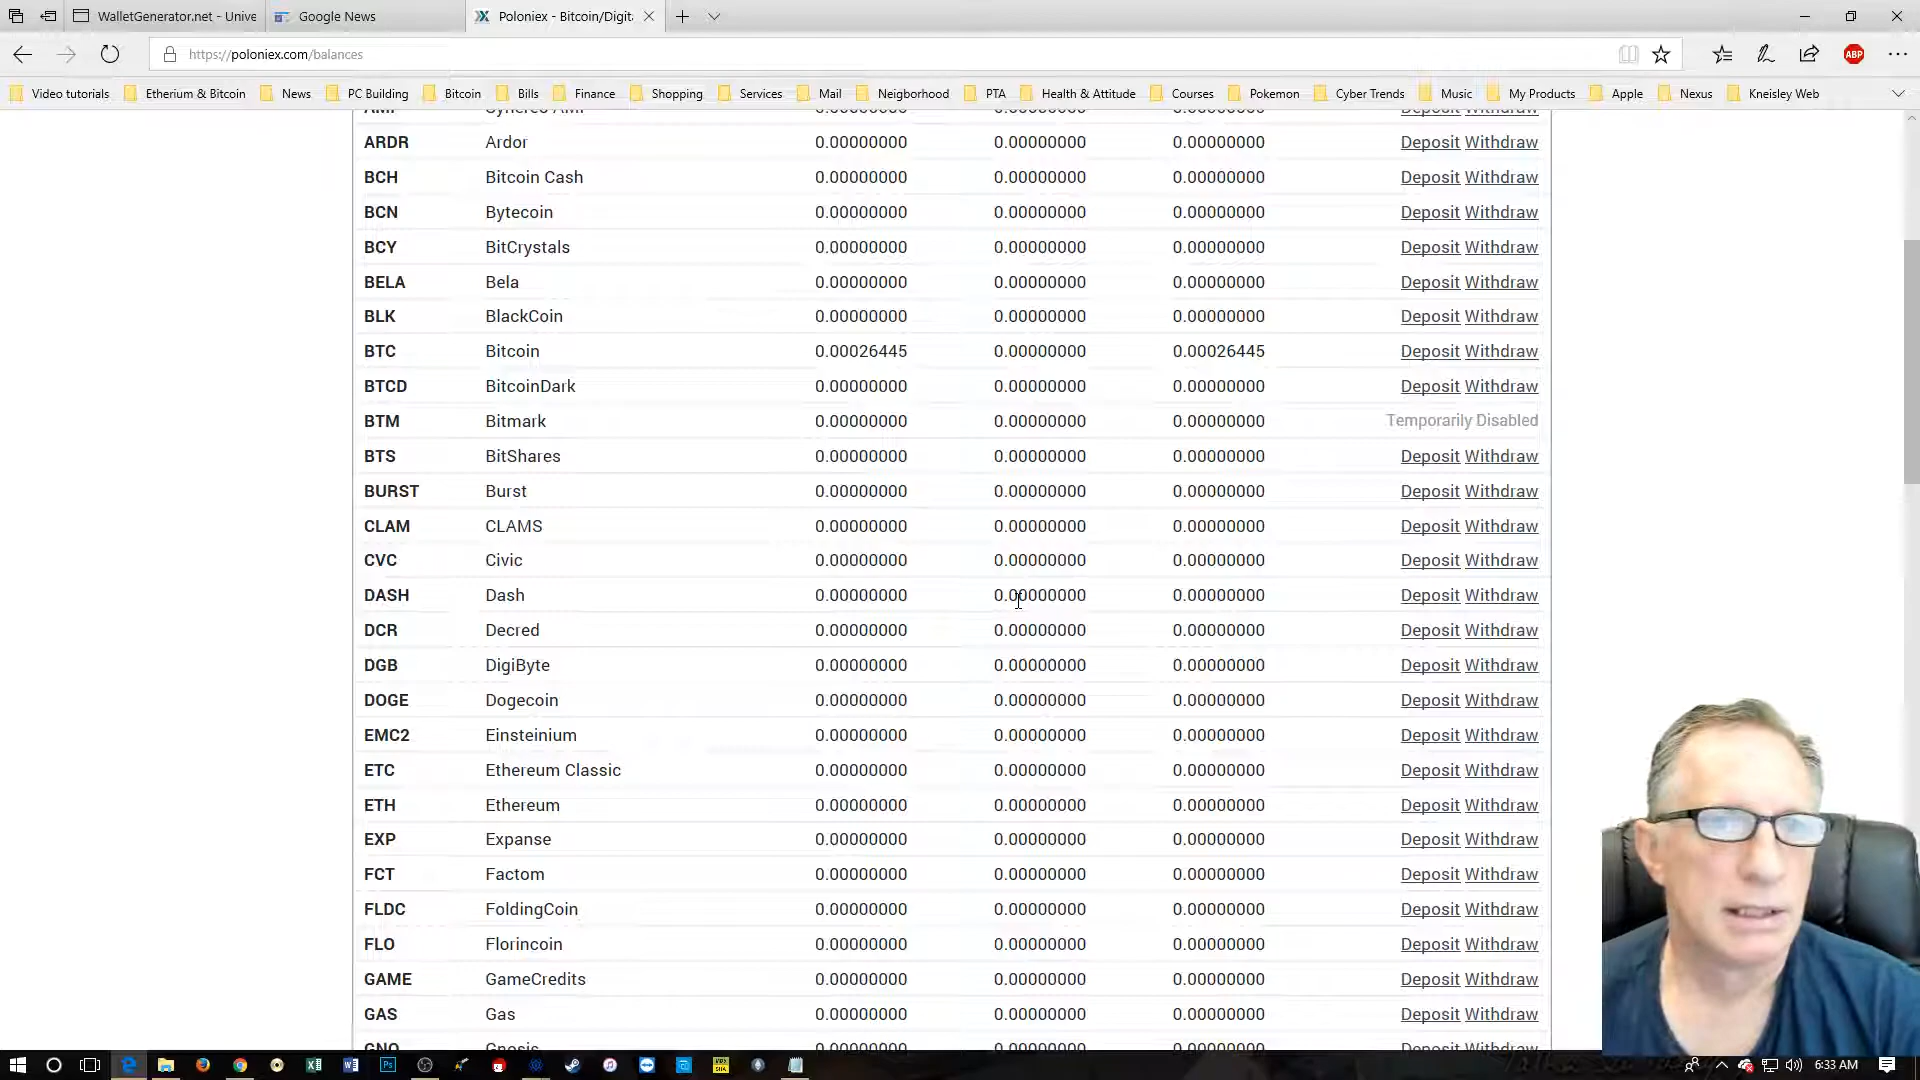 WalletGenerator.net - Unive
Google News
Poloniex - Bitcoin/Digit
https://poloniex.com/balances
ABP
Video tutorials
Etherium & Bitcoin
News
PC Building
Bitcoin
Bills
Finance
Shopping
Services
Mail
Neigborhood
PTA
Health & Attitude
Courses
Pokemon
Cyber Trends
Music
My Products
Apple
Nexus
Kneisley Web
ARDR Ardor 0.00000000 0.00000000 0.00000000 Deposit Withdraw
BCH Bitcoin Cash 0.00000000 0.00000000 0.00000000 Deposit Withdraw
BCN Bytecoin 0.00000000 0.00000000 0.00000000 Deposit Withdraw
BCY BitCrystals 0.00000000 0.00000000 0.00000000 Deposit Withdraw
BELA Bela 0.00000000 0.00000000 0.00000000 Deposit Withdraw
BLK BlackCoin 0.00000000 0.00000000 0.00000000 Deposit Withdraw
BTC Bitcoin 0.00026445 0.00000000 0.00026445 Deposit Withdraw
BTCD BitcoinDark 0.00000000 0.00000000 0.00000000 Deposit Withdraw
BTM Bitmark 0.00000000 0.00000000 0.00000000 Temporarily Disabled
BTS BitShares 0.00000000 0.00000000 0.00000000 Deposit Withdraw
BURST Burst 0.00000000 0.00000000 0.00000000 Deposit Withdraw
CLAM CLAMS 0.00000000 0.00000000 0.00000000 Deposit Withdraw
CVC Civic 0.00000000 0.00000000 0.00000000 Deposit Withdraw
DASH Dash 0.00000000 0.00000000 0.00000000 Deposit Withdraw
DCR Decred 0.00000000 0.00000000 0.00000000 Deposit Withdraw
DGB DigiByte 0.00000000 0.00000000 0.00000000 Deposit Withdraw
DOGE Dogecoin 0.00000000 0.00000000 0.00000000 Deposit Withdraw
EMC2 Einsteinium 0.00000000 0.00000000 0.00000000 Deposit Withdraw
ETC Ethereum Classic 0.00000000 0.00000000 0.00000000 Deposit Withdraw
ETH Ethereum 0.00000000 0.00000000 0.00000000 Deposit Withdraw
EXP Expanse 0.00000000 0.00000000 0.00000000 Deposit Withdraw
FCT Factom 0.00000000 0.00000000 0.00000000 Deposit Withdraw
FLDC FoldingCoin 0.00000000 0.00000000 0.00000000 Deposit Withdraw
FLO Florincoin 0.00000000 0.00000000 0.00000000 Deposit Withdraw
GAME GameCredits 0.00000000 0.00000000 0.00000000 Deposit Withdraw
GAS Gas 0.00000000 0.00000000 0.00000000 Deposit Withdraw
6:33 AM